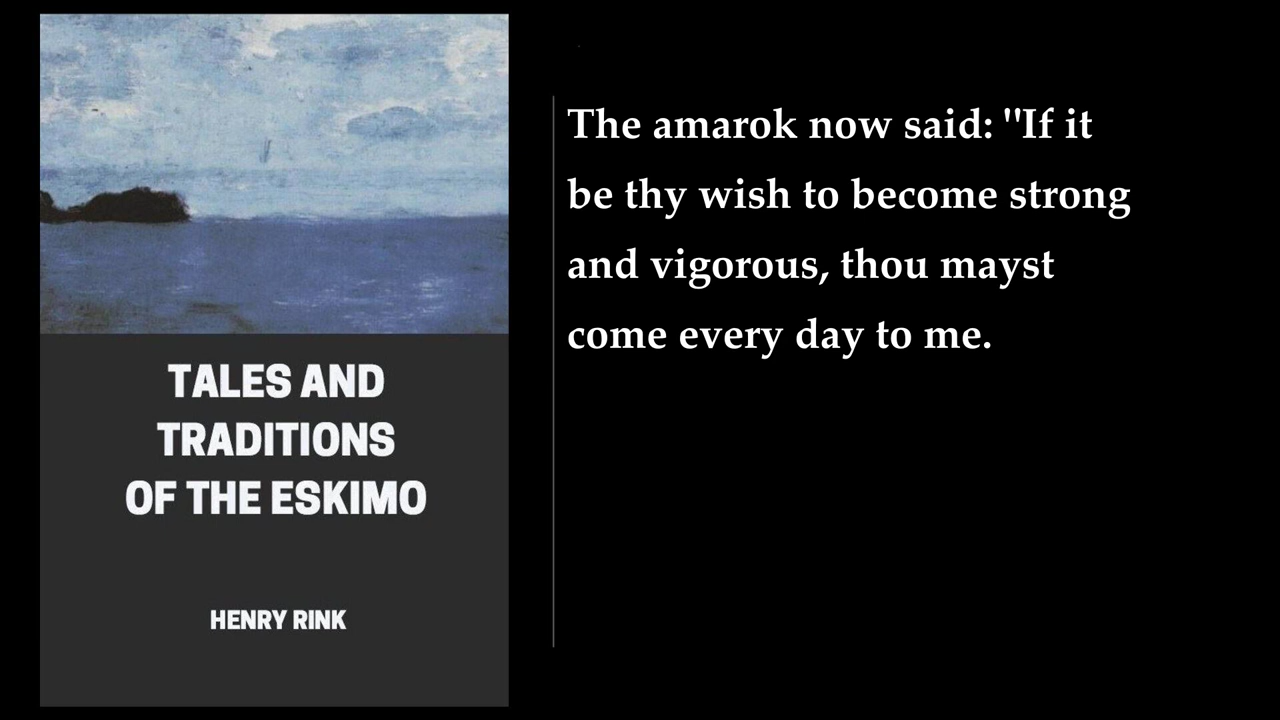 TALES AND
TRADITIONS
OF THE ESKIMO
HENRY RINK
The amarok now said: "If it
be thy wish to become strong
and vigorous, thou mayst
come every day to me.